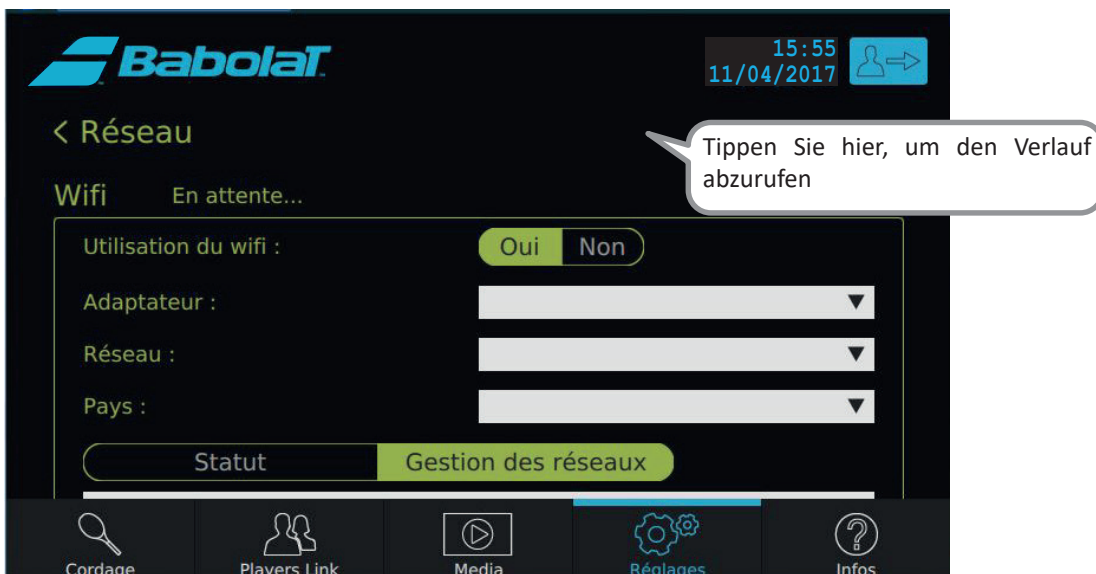 BabolaT
15:55
11/04/2017
< Réseau
Tippen Sie hier, um den Verlauf
abzurufen
Wifi En attente...
Utilisation du wifi : Oui Non
Adaptateur :
Réseau :
Pays :
Statut Gestion des réseaux
Cordage Players Link Media Réglages Infos